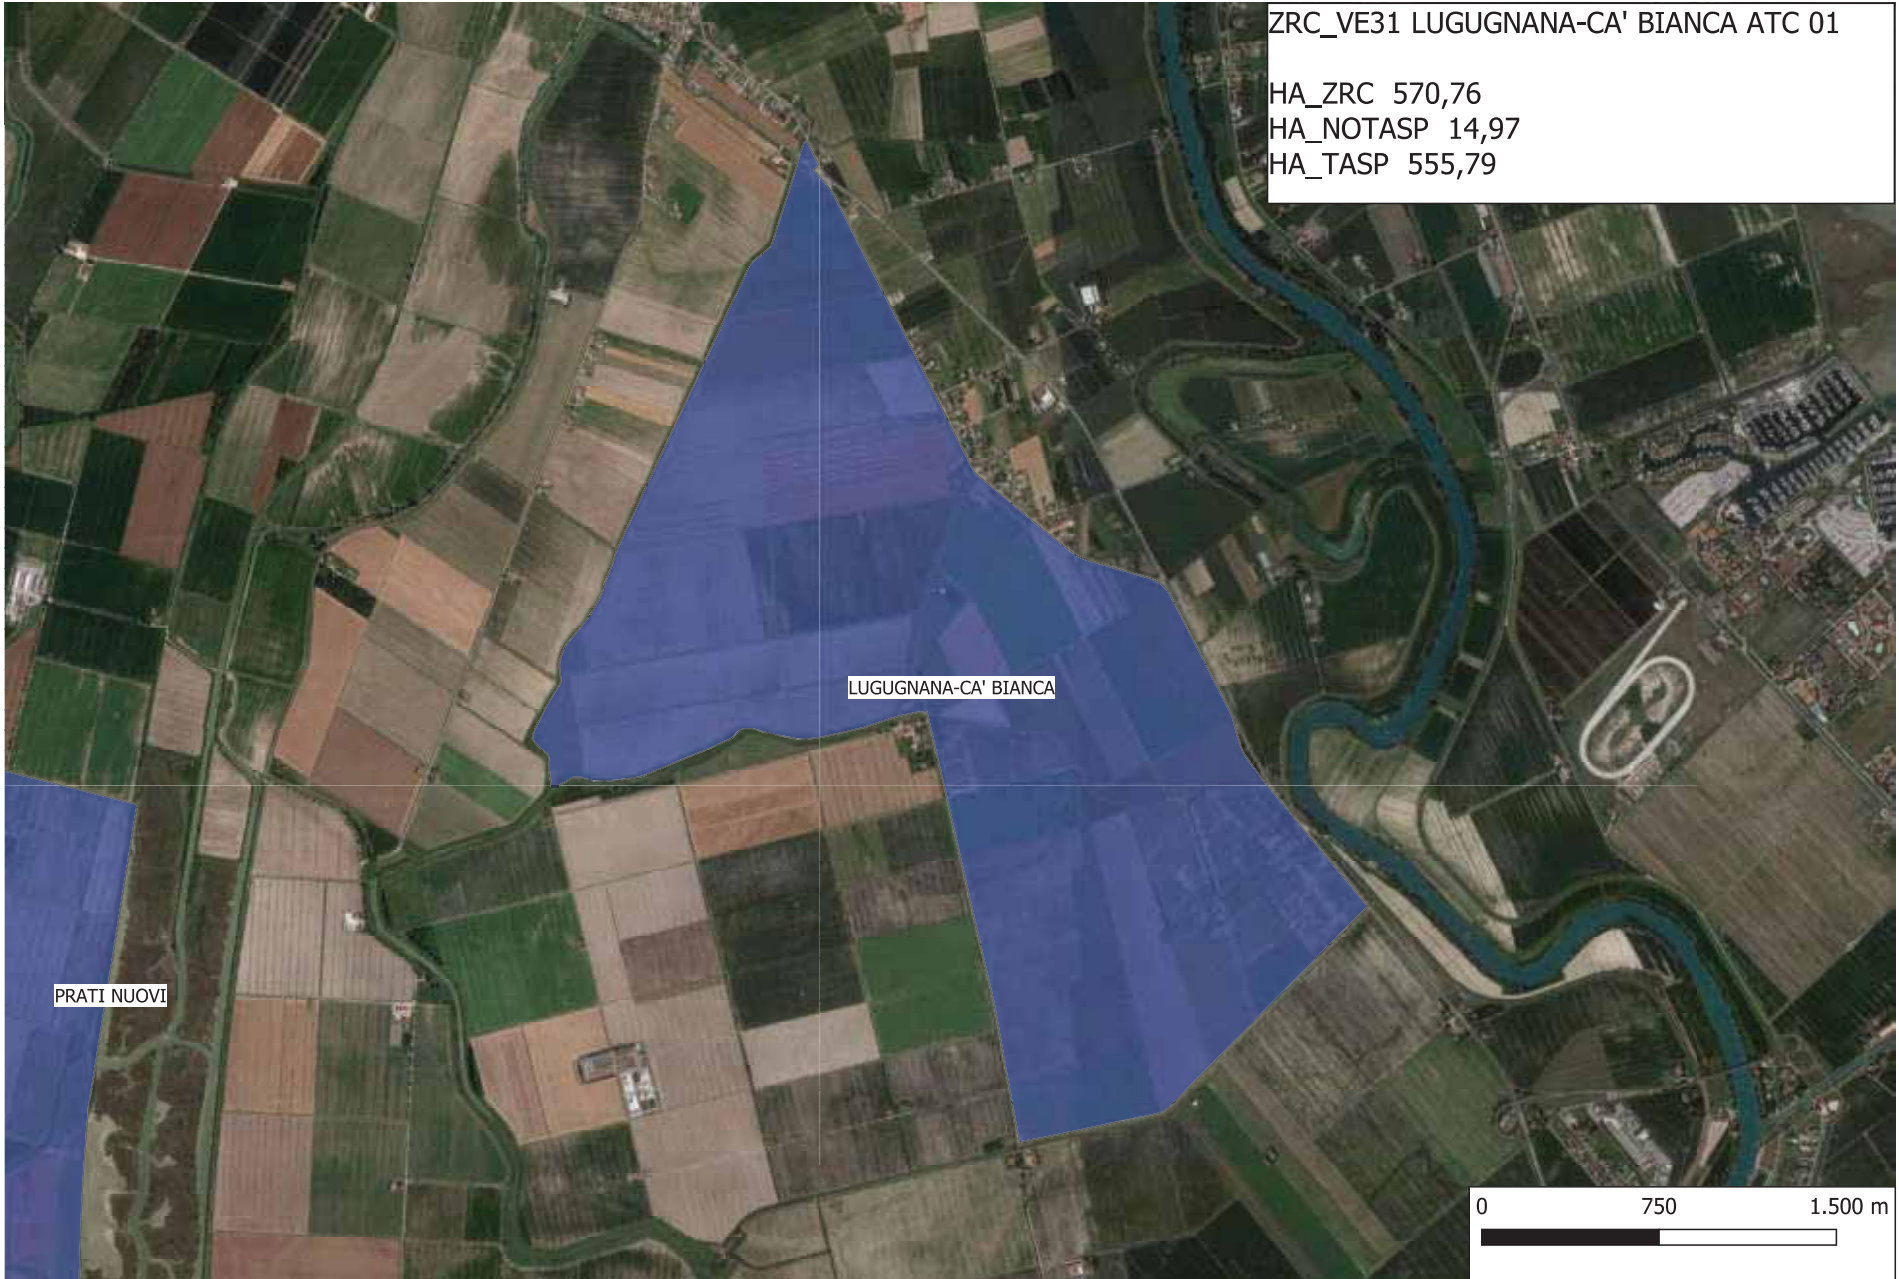 ZRC_VE31 LUGUGNANA-CA' BIANCA ATC 01
HA_ZRC 570,76
HA_NOTASP 14,97
HA_TASP 555,79
LUGUGNANA-CA' BIANCA
PRATI NUOVI
0 750 1.500 m